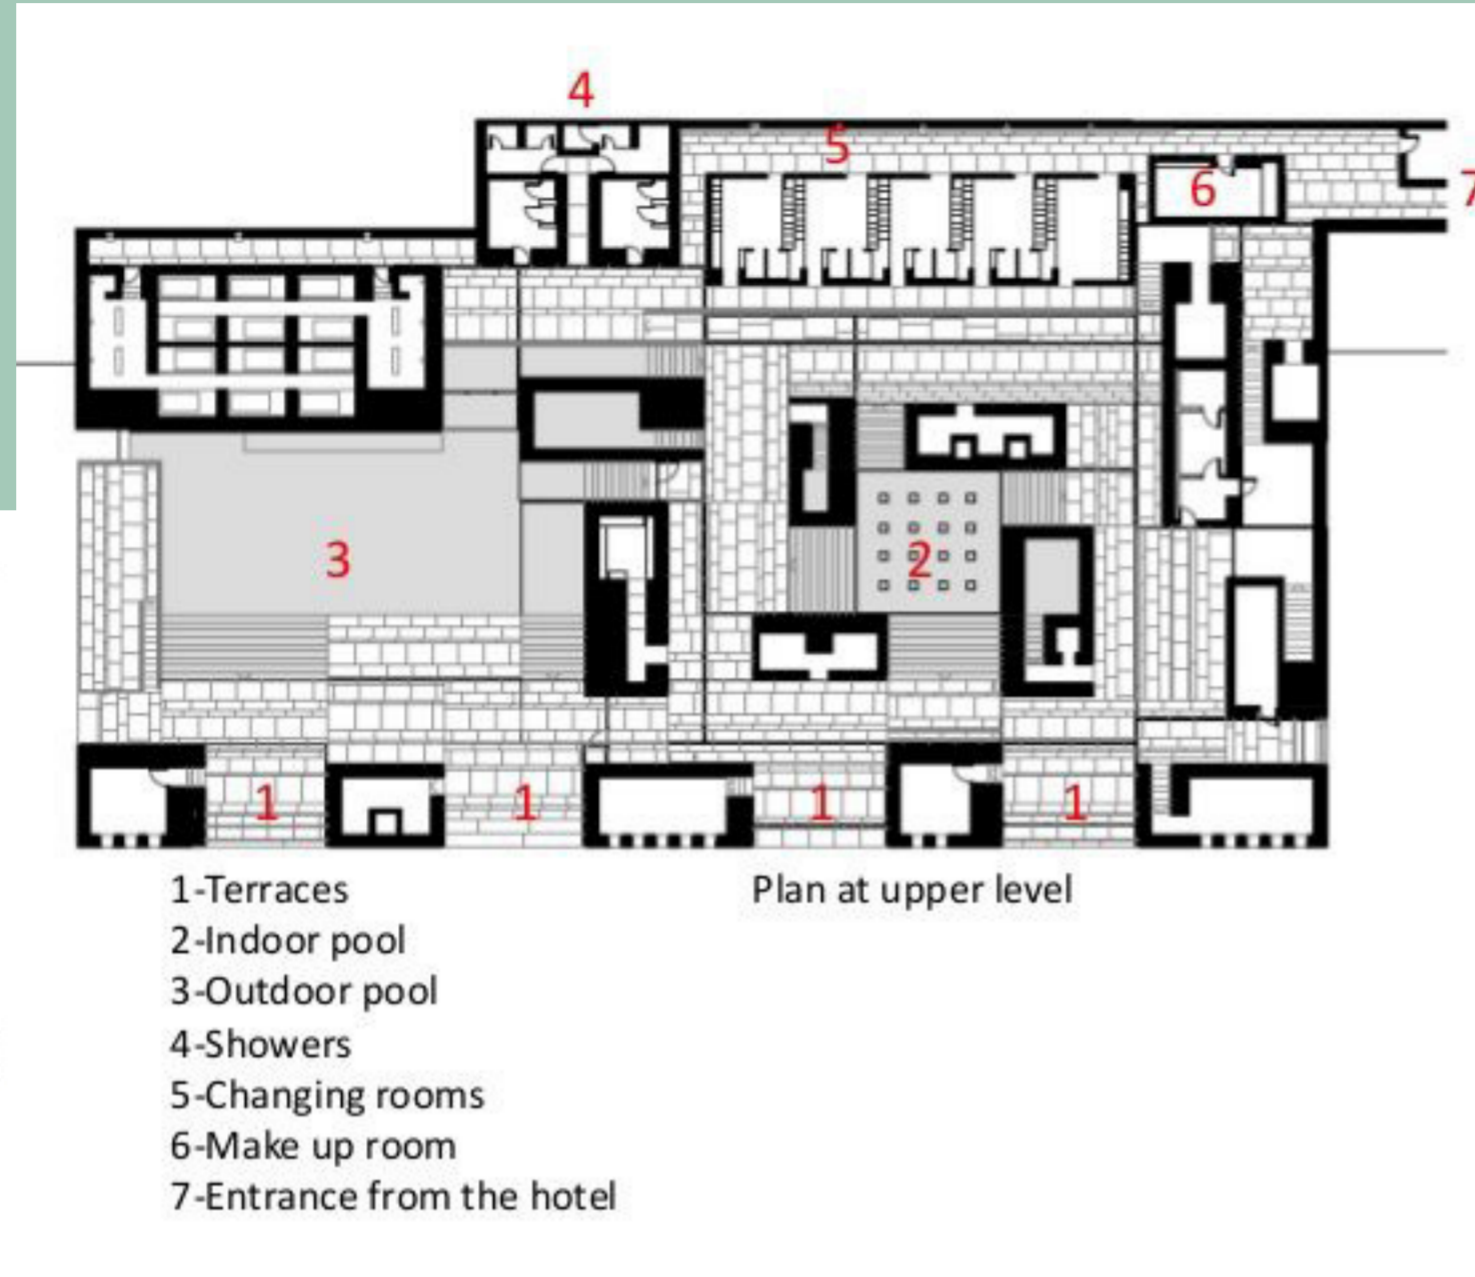 4
5
6
7
3
2
1 1 1 1
1-Terraces
Plan at upper level
2-Indoor pool
3-Outdoor pool
4-Showers
5-Changing rooms
6-Make up room
7-Entrance from the hotel